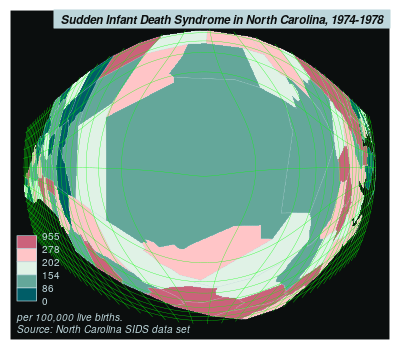 Sudden Infant Death Syndrome in North Carolina, 1974-1978
955
278
202
154
86
0
per 100,000 live births.
Source: North Carolina SIDS data set